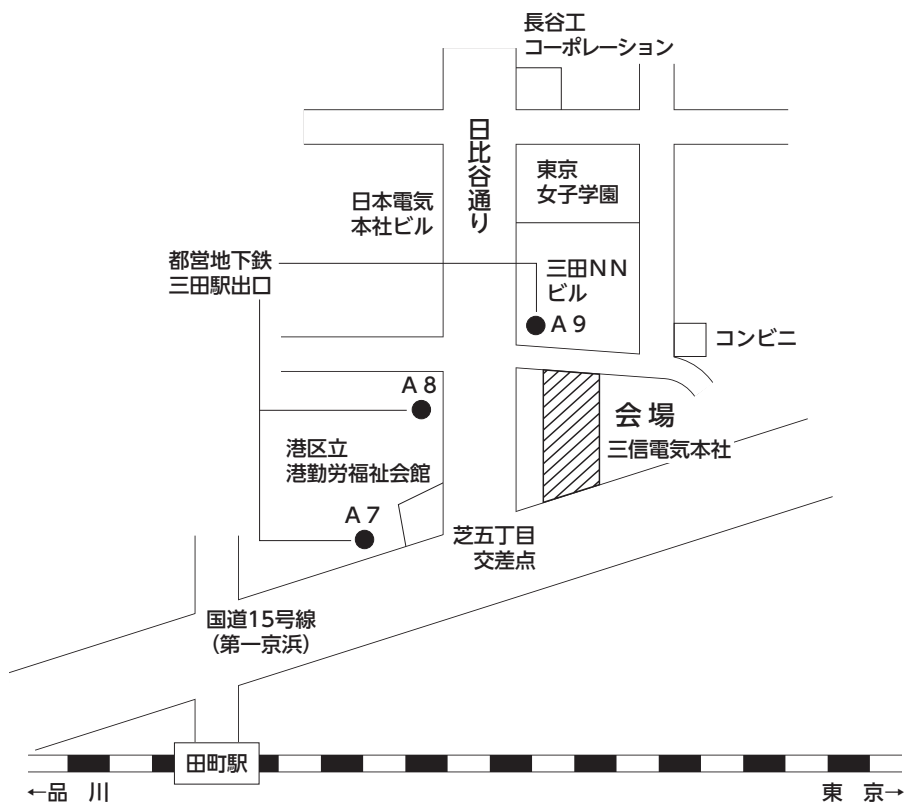 長谷工
コーポレーション
日比谷通り
東京
女子学園
日本電気
本社ビル
都営地下鉄
三田駅出口
三田NN
ビル
A9
コンビニ
A8
会場
三信電気本社
港区立
港勤労福祉会館
A7
芝五丁目
交差点
国道15号線
(第一京浜)
田町駅
←品 川
東 京→